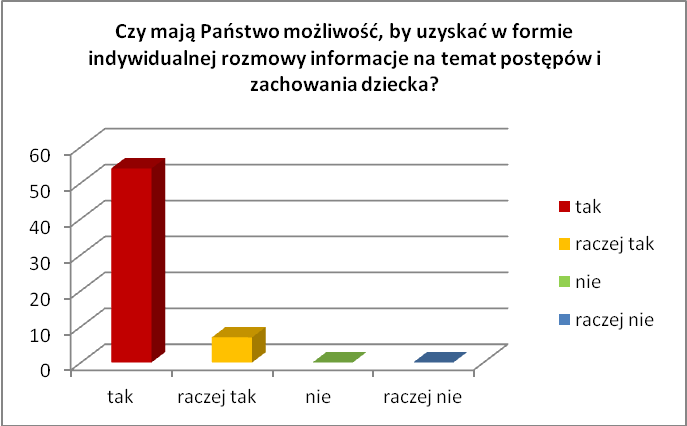 Czy mają Państwo możliwość, by uzyskać w formie
indywidualnej rozmowy informacje na temat postępów i
zachowania dziecka?
60
50
40
30
20
10
0
tak
raczej tak
nie
raczej nie
tak
raczej tak
nie
raczej nie